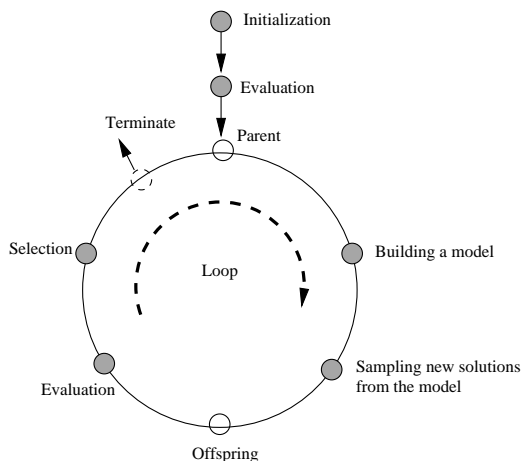 Initialization
Evaluation
Terminate
Parent
Selection
Building a model
Loop
Evaluation
Sampling new solutions
from the model
Offspring